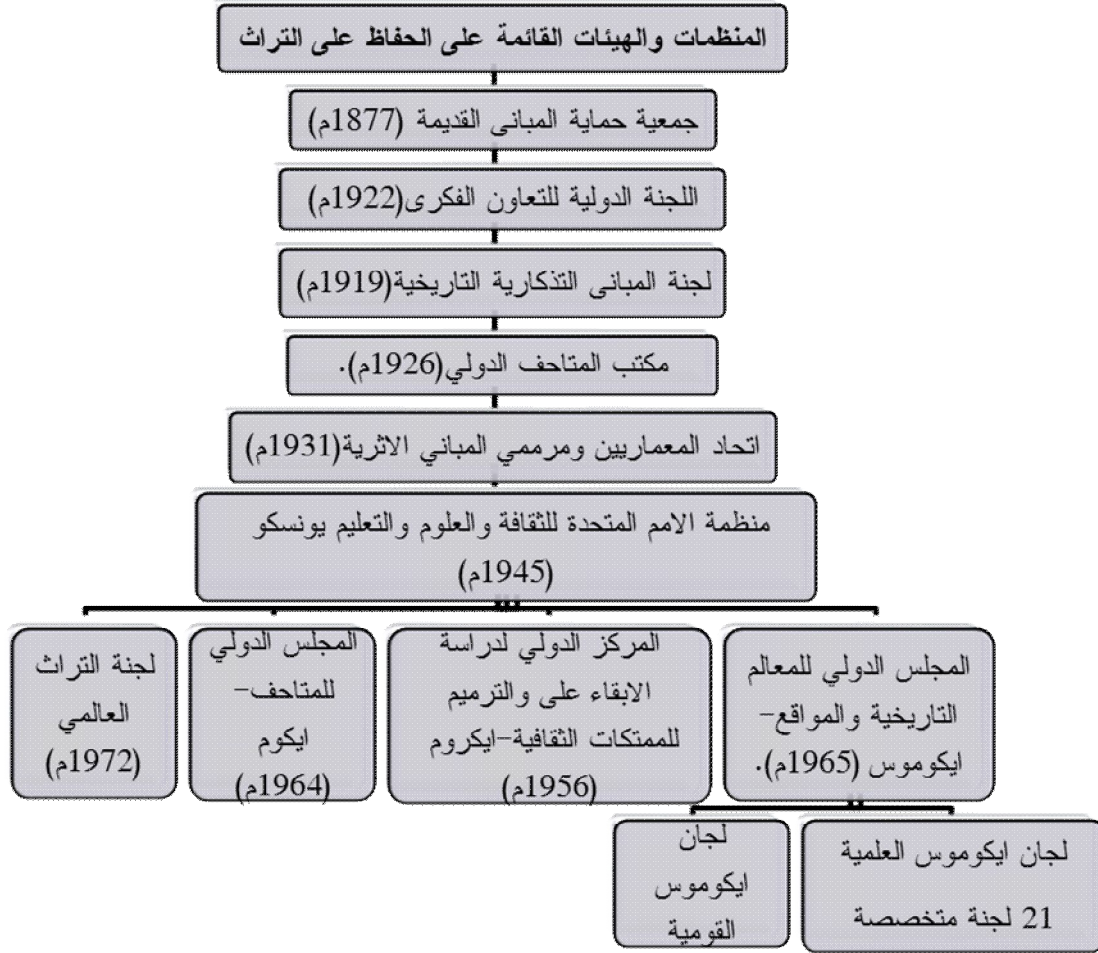 المنظمات والهيئات القائمة على الحفاظ على التراث
جمعية حماية المبانى القديمة (1877م)
اللجنة الدولية للتعاون الفكرى(1922م)
لجنة المبانى التذكارية التاريخية(1919م)
مكتب المتاحف الدولي(1926م).
اتحاد المعماريين ومرممي المباني الاثرية(1931م)
منظمة الامم المتحدة للثقافة والعلوم والتعليم يونسكو
(1945م)
المجلس الدولي للمعالم
التاريخية والمواقع-
ايكوموس (1965م).
المركز الدولي لدراسة
الابقاء على والترميم
للممتكات الثقافية-ايكروم
(1956م)
المجلس الدولي
للمتاحف-
ايكوم
(1964م)
لجنة التراث
العالمي
(1972م)
لجان ايكوموس العلمية
21 لجنة متخصصة
لجان
ايكوموس
القومية